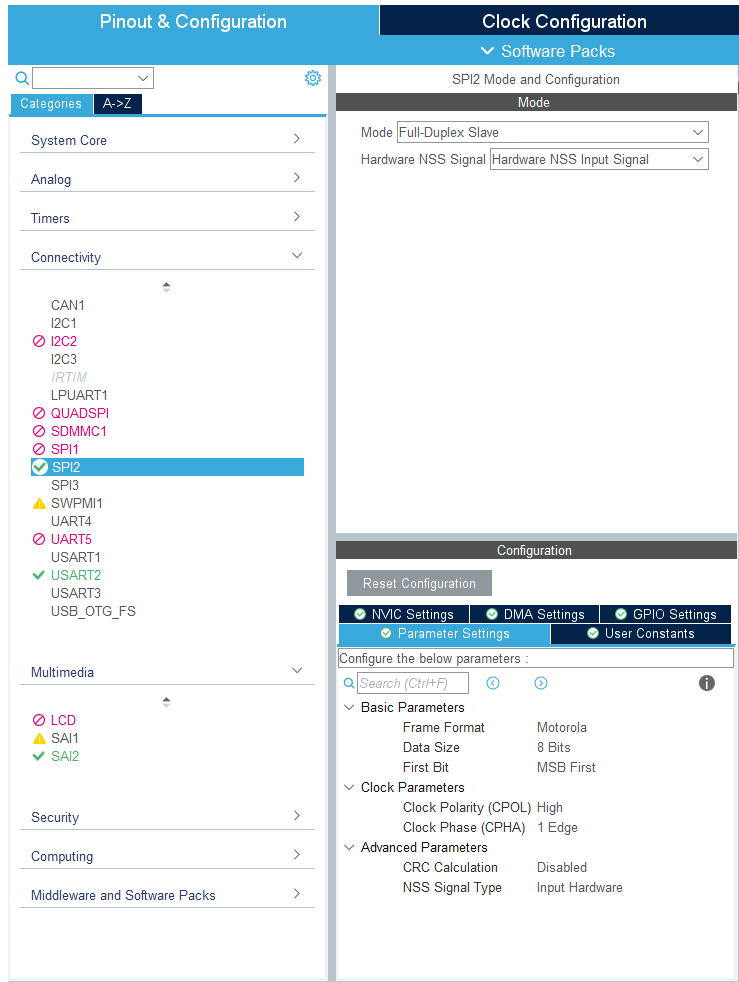 Pinout & Configuration
Clock Configuration
Software Packs
Categories
A->Z
System Core
Analog
Timers
Connectivity
CAN1
I2C1
I2C2
I2C3
IRTIM
LPUART1
QUADSPI
SDMMC1
SPI1
SPI2
SPI3
SWPMI1
UART4
UART5
USART1
USART2
USART3
USB_OTG_FS
Multimedia
LCD
SAI1
SAI2
Security
Computing
Middleware and Software Packs
SPI2 Mode and Configuration
Mode
Mode Full-Duplex Slave
Hardware NSS Signal Hardware NSS Input Signal
Configuration
Reset Configuration
NVIC Settings DMA Settings GPIO Settings
Parameter Settings User Constants
Configure the below parameters :
Search (Ctrl+F)
Basic Parameters
Frame Format Motorola
Data Size 8 Bits
First Bit MSB First
Clock Parameters
Clock Polarity (CPOL) High
Clock Phase (CPHA) 1 Edge
Advanced Parameters
CRC Calculation Disabled
NSS Signal Type Input Hardware